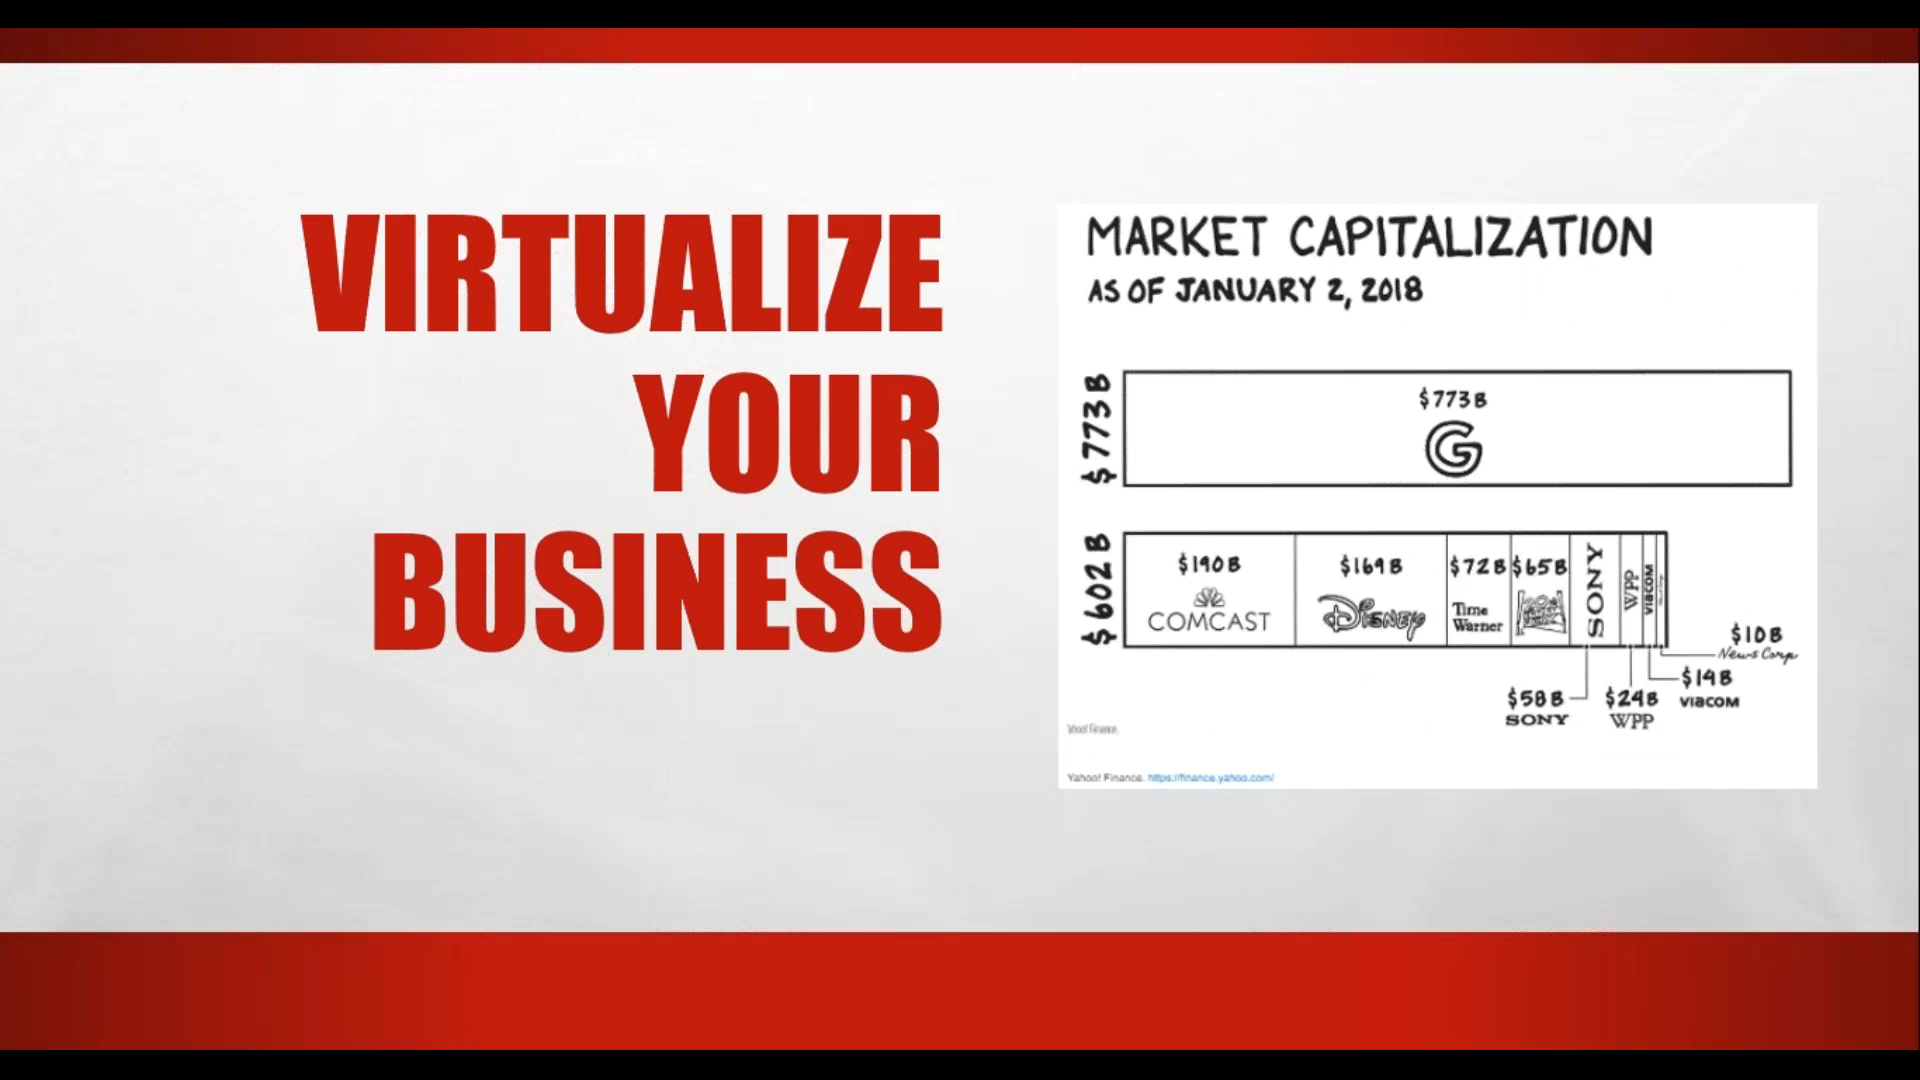 VIRTUALIZE
YOUR
BUSINESS
MARKET CAPITALIZATION
AS OF JANUARY 2, 2018
$773B
$773B
G
$602B
$190B
COMCAST
$169B
Disney
$72B
Time
Warner
$65B
SONY
WPP
VIACOM
$10B
News Corp
$14B
VIACOM
$58B
SONY
$24B
WPP
Yahoo! Finance.
Yahoo! Finance. https://finance.yahoo.com/